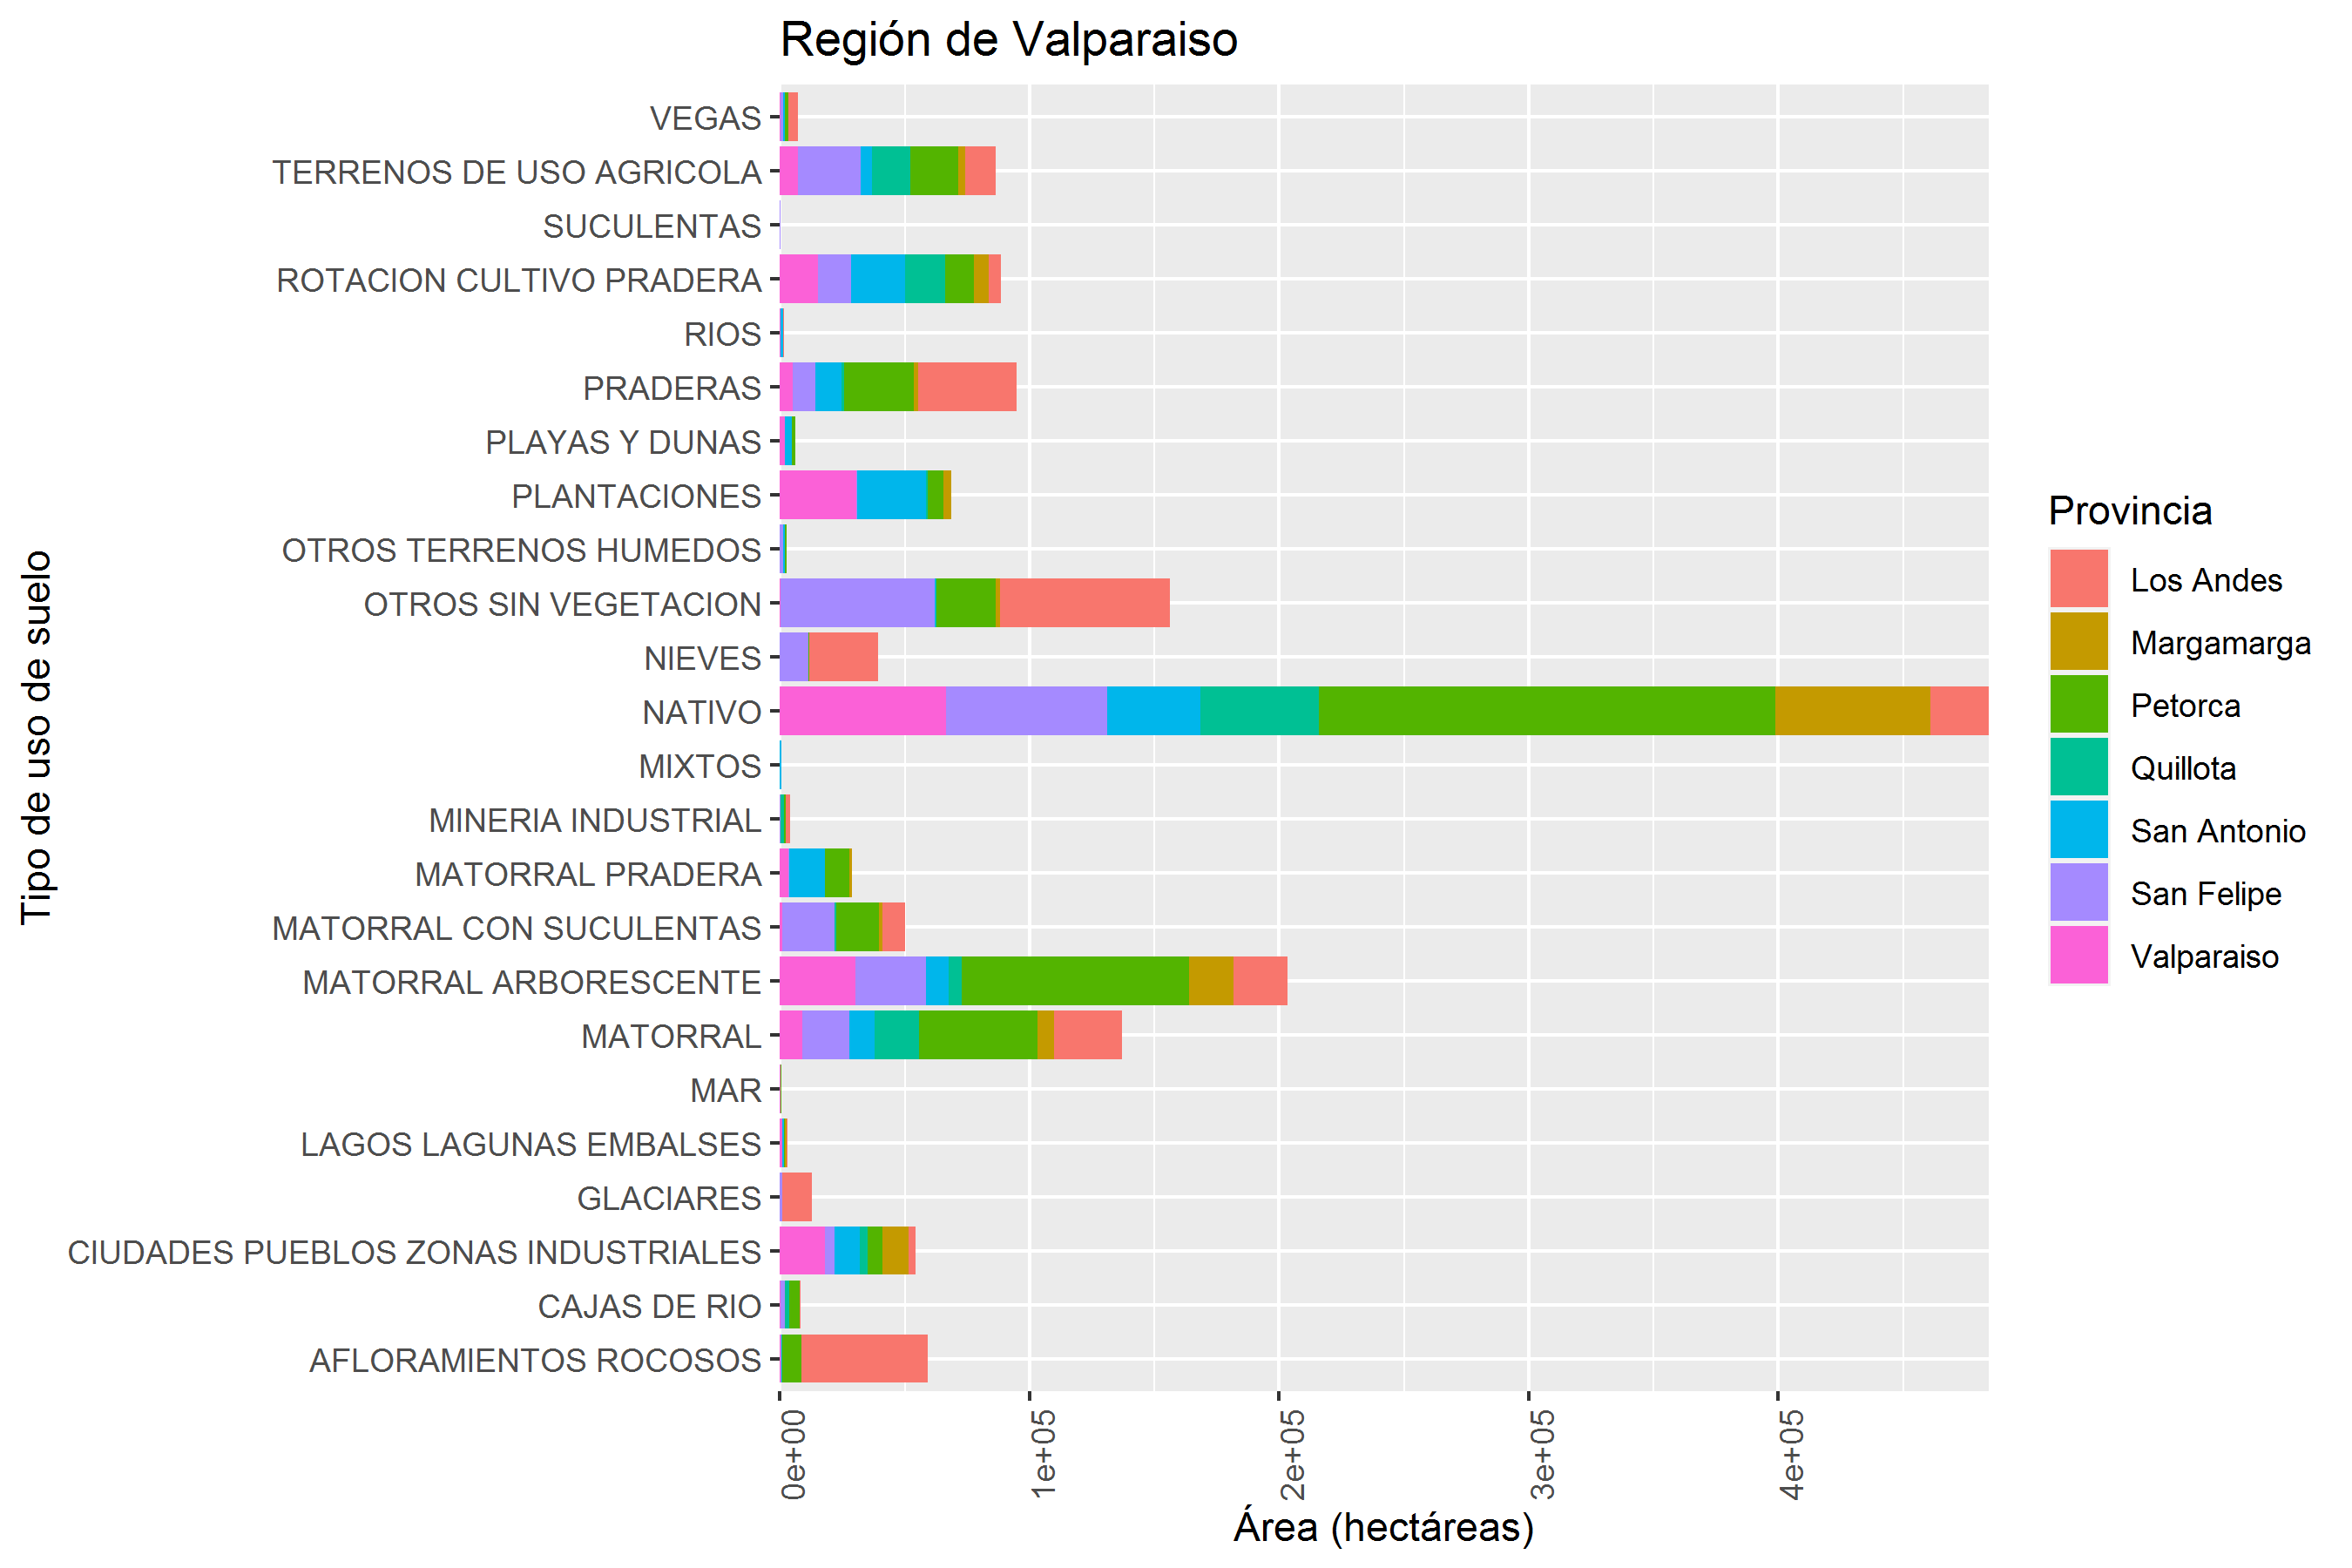 Región de Valparaiso
VEGAS
TERRENOS DE USO AGRICOLA
SUCULENTAS
ROTACION CULTIVO PRADERA
RIOS
PRADERAS
PLAYAS Y DUNAS
PLANTACIONES
OTROS TERRENOS HUMEDOS
OTROS SIN VEGETACION
NIEVES
NATIVO
MIXTOS
MINERIA INDUSTRIAL
MATORRAL PRADERA
MATORRAL CON SUCULENTAS
MATORRAL ARBORESCENTE
MATORRAL
MAR
LAGOS LAGUNAS EMBALSES
GLACIARES
CIUDADES PUEBLOS ZONAS INDUSTRIALES
CAJAS DE RIO
AFLORAMIENTOS ROCOSOS
Tipo de uso de suelo
0e+00
1e+05
2e+05
3e+05
4e+05
Área (hectáreas)
Provincia
Los Andes
Margamarga
Petorca
Quillota
San Antonio
San Felipe
Valparaiso